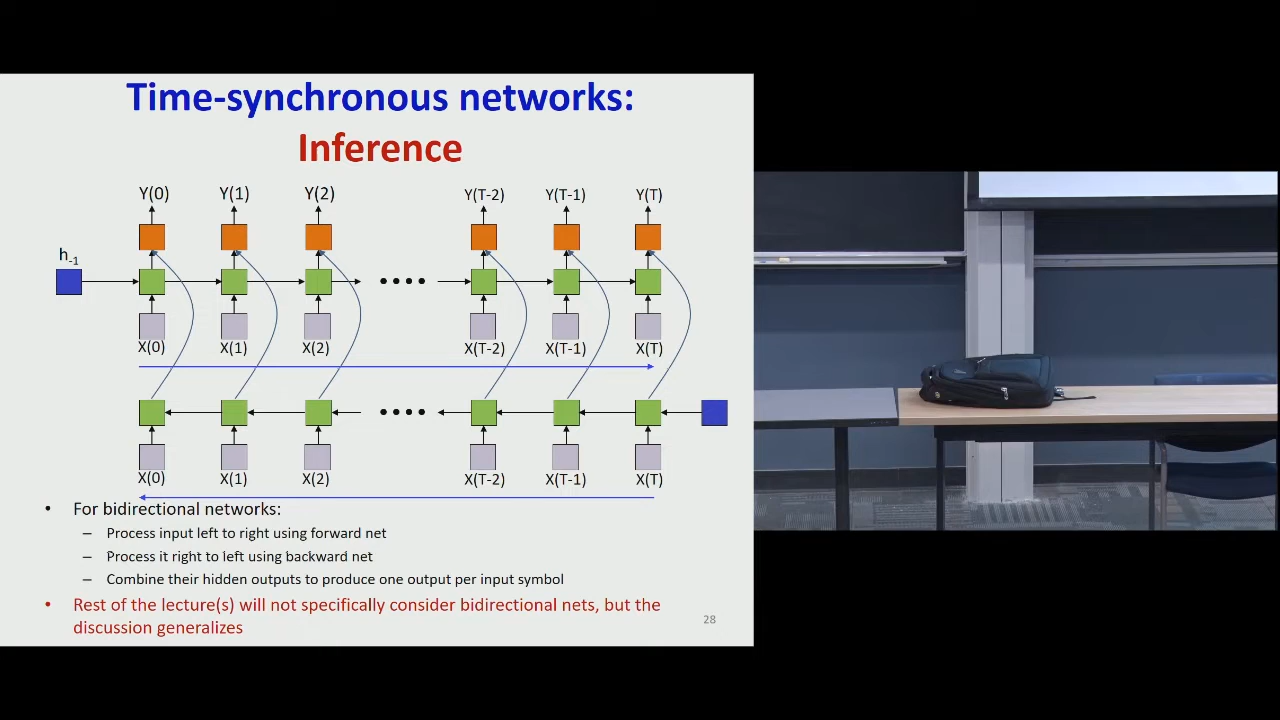 Time-synchronous networks:
Inference
Y(0) Y(1) Y(2) Y(T-2) Y(T-1) Y(T)
h-1
X(0) X(1) X(2) X(T-2) X(T-1) X(T)
X(0) X(1) X(2) X(T-2) X(T-1) X(T)
• For bidirectional networks:
– Process input left to right using forward net
– Process it right to left using backward net
– Combine their hidden outputs to produce one output per input symbol
• Rest of the lecture(s) will not specifically consider bidirectional nets, but the
discussion generalizes
28